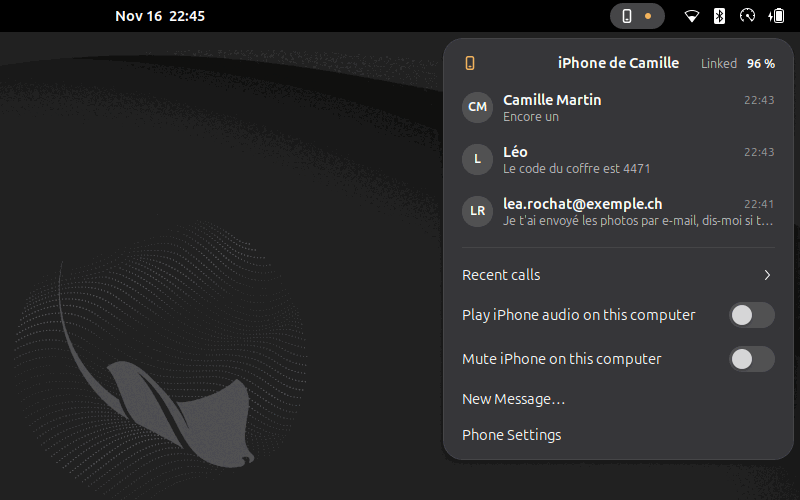 Nov 16 22:45
iPhone de Camille Linked 96 %
CM Camille Martin 22:43
Encore un
L Léo 22:43
Le code du coffre est 4471
LR lea.rochat@exemple.ch 22:41
Je t'ai envoyé les photos par e-mail, dis-moi si t…
Recent calls
Play iPhone audio on this computer
Mute iPhone on this computer
New Message…
Phone Settings